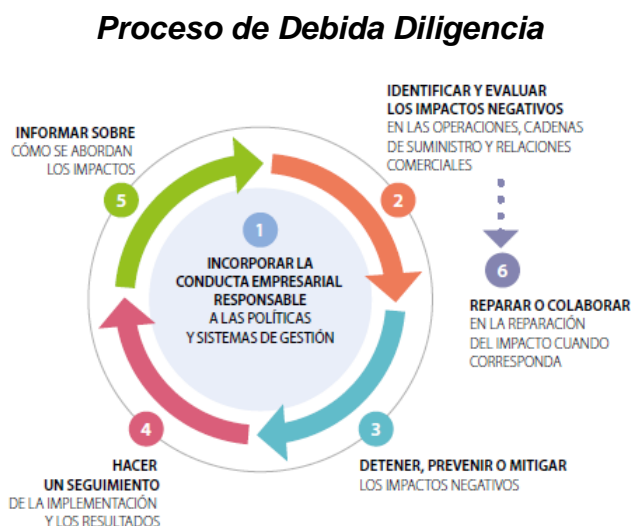 Proceso de Debida Diligencia
1
INCORPORAR LA
CONDUCTA EMPRESARIAL
RESPONSABLE
A LAS POLÍTICAS
Y SISTEMAS DE GESTIÓN
IDENTIFICAR Y EVALUAR
LOS IMPACTOS NEGATIVOS
EN LAS OPERACIONES, CADENAS
DE SUMINISTRO Y RELACIONES
COMERCIALES
2
3
DETENER, PREVENIR O MITIGAR
LOS IMPACTOS NEGATIVOS
4
HACER
UN SEGUIMIENTO
DE LA IMPLEMENTACIÓN
Y LOS RESULTADOS
INFORMAR SOBRE
CÓMO SE ABORDAN
LOS IMPACTOS
5
6
REPARAR O COLABORAR
EN LA REPARACIÓN
DEL IMPACTO CUANDO
CORRESPONDA